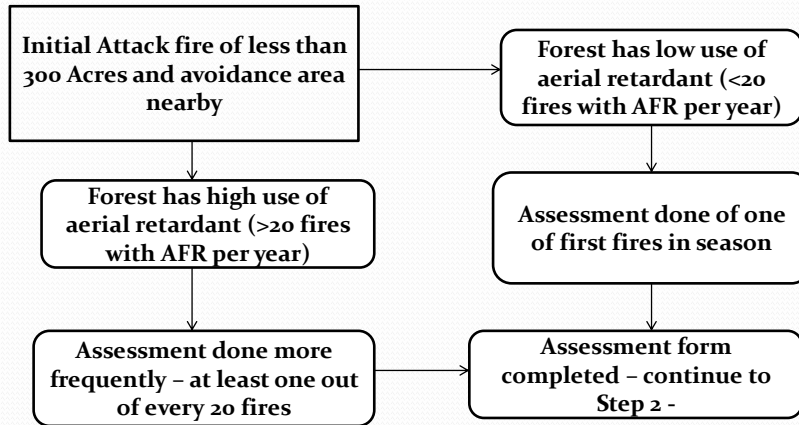 Initial Attack fire of less than
300 Acres and avoidance area
nearby
Forest has low use of
aerial retardant (<20
fires with AFR per year)
Forest has high use of
aerial retardant (>20 fires
with AFR per year)
Assessment done of one
of first fires in season
Assessment done more
frequently – at least one out
of every 20 fires
Assessment form
completed – continue to
Step 2 -